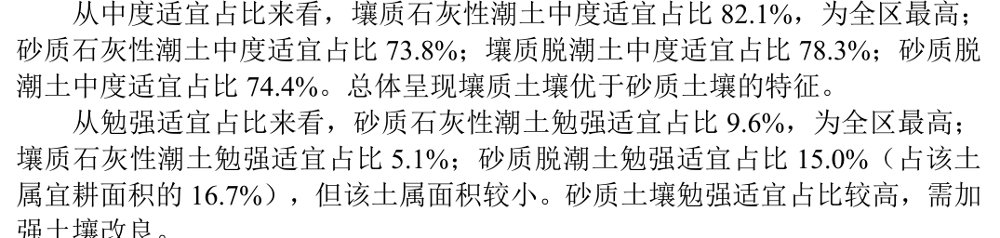 从中度适宜占比来看，壤质石灰性潮土中度适宜占比 82.1%，为全区最高；
砂质石灰性潮土中度适宜占比 73.8%；壤质脱潮土中度适宜占比 78.3%；砂质脱
潮土中度适宜占比 74.4%。总体呈现壤质土壤优于砂质土壤的特征。
从勉强适宜占比来看，砂质石灰性潮土勉强适宜占比 9.6%，为全区最高；
壤质石灰性潮土勉强适宜占比 5.1%；砂质脱潮土勉强适宜占比 15.0%（占该土
属宜耕面积的 16.7%），但该土属面积较小。砂质土壤勉强适宜占比较高，需加
强土壤改良。